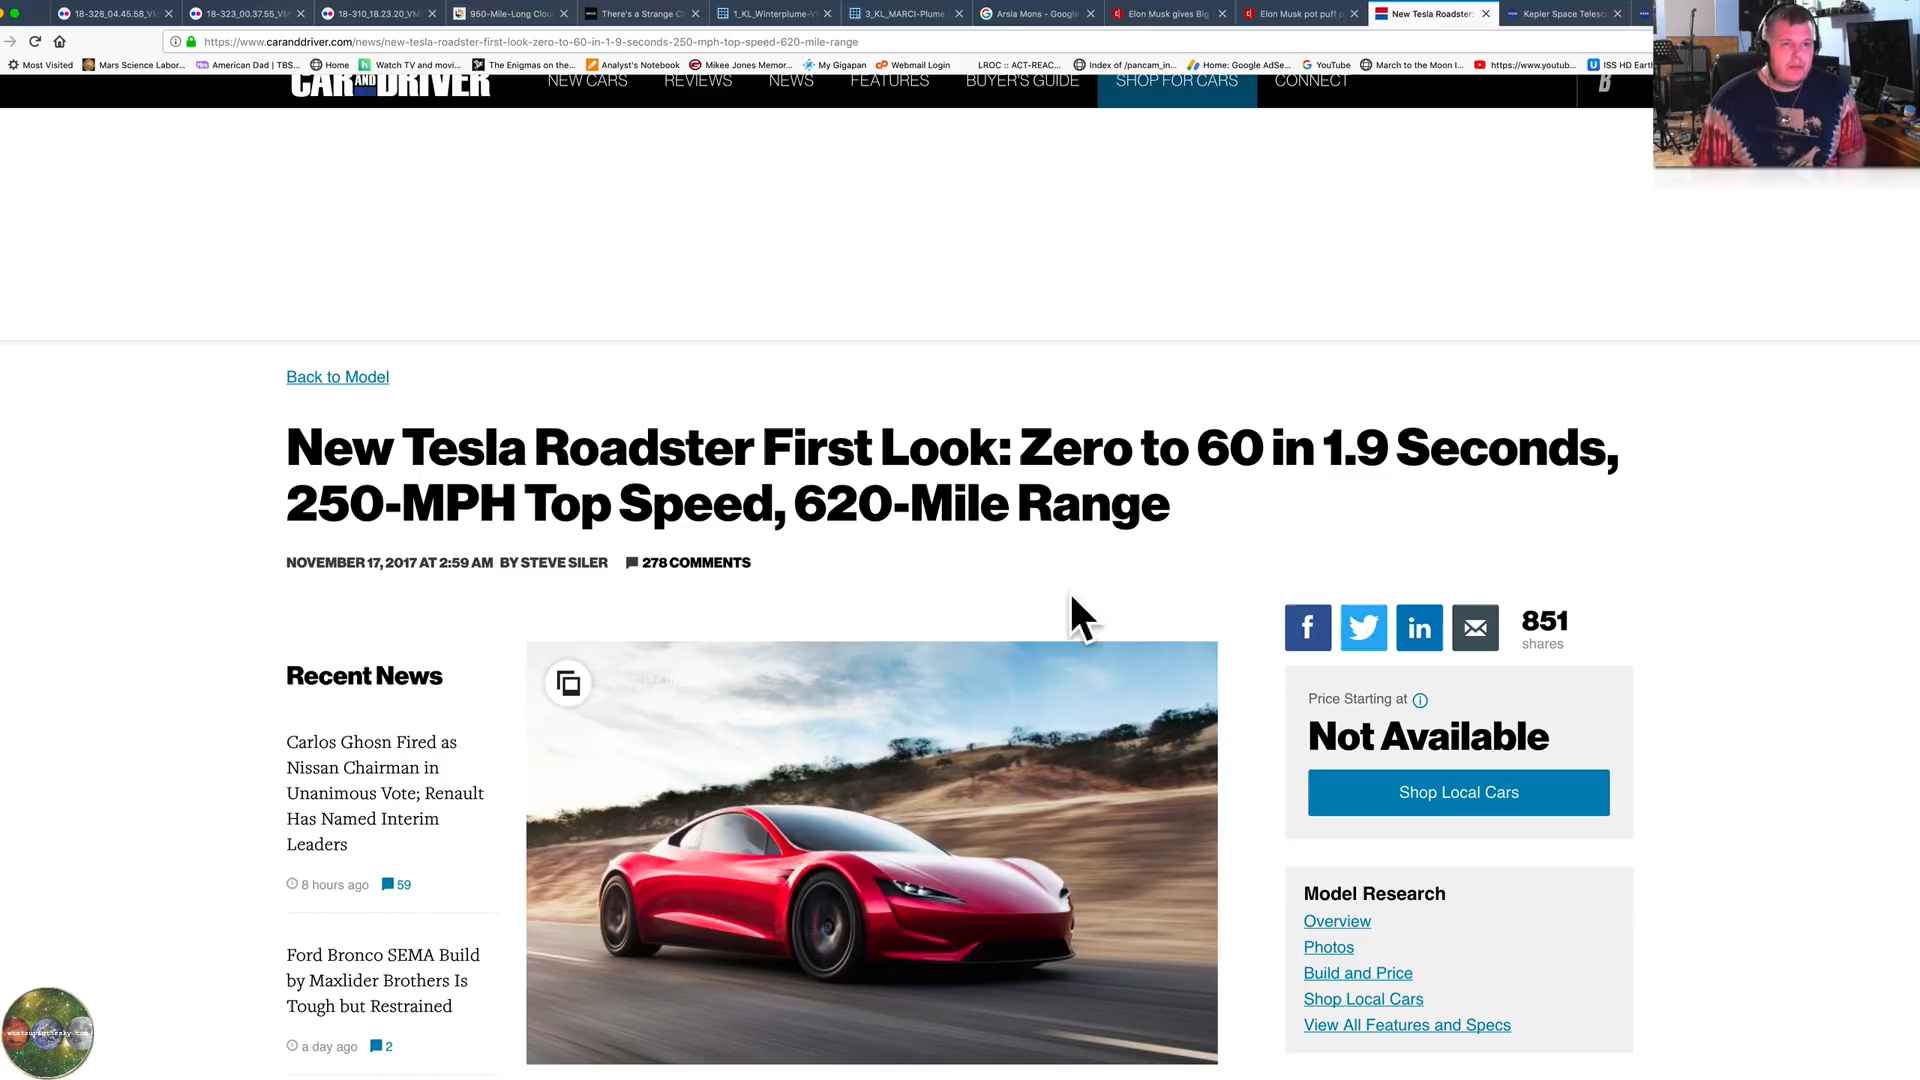 18-328_04.45.58_VM
18-323_00.37.55_VM
18-310_18.23.20_VM
950-Mile-Long Clou
There's a Strange C
1_KL_Winterplume-V
3_KL_MARCI-Plume
Arsia Mons - Google
Elon Musk gives Big
Elon Musk pot puff p
New Tesla Roadster
Kepler Space Telesc
https://www.caranddriver.com/news/new-tesla-roadster-first-look-zero-to-60-in-1-9-seconds-250-mph-top-speed-620-mile-range
Most Visited
Mars Science Labor...
American Dad | TBS...
Home
Watch TV and movi...
The Enigmas on the...
Analyst's Notebook
Mikee Jones Memor...
My Gigapan
Webmail Login
LROC :: ACT-REAC...
Index of /pancam_in...
Home: Google AdSe...
YouTube
March to the Moon I...
https://www.youtub...
ISS HD Eart
CAR AND DRIVER
NEW CARS
REVIEWS
NEWS
FEATURES
BUYER'S GUIDE
SHOP FOR CARS
CONNECT
B
Back to Model
New Tesla Roadster First Look: Zero to 60 in 1.9 Seconds,
250-MPH Top Speed, 620-Mile Range
NOVEMBER 17, 2017 AT 2:59 AM BY STEVE SILER 278 COMMENTS
851
shares
Recent News
Carlos Ghosn Fired as
Nissan Chairman in
Unanimous Vote; Renault
Has Named Interim
Leaders
8 hours ago 59
Ford Bronco SEMA Build
by Maxlider Brothers Is
Tough but Restrained
a day ago 2
Price Starting at
Not Available
Shop Local Cars
Model Research
Overview
Photos
Build and Price
Shop Local Cars
View All Features and Specs
whatsupinthesky.com